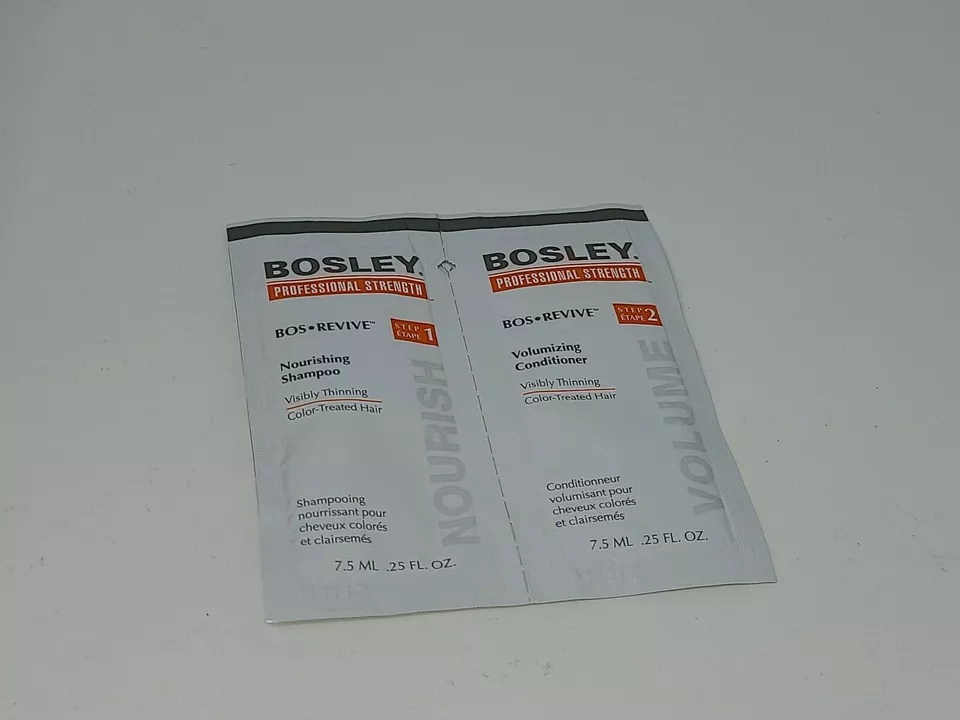 BOSLEY.
PROFESSIONAL STRENGTH™
BOS•REVIVE™
STEP
ÉTAPE 1
Nourishing
Shampoo
Visibly Thinning
Color-Treated Hair
NOURISH
Shampooing
nourrissant pour
cheveux colorés
et clairsemés
7.5 ML .25 FL. OZ.
BOSLEY.
PROFESSIONAL STRENGTH™
BOS•REVIVE™
STEP
ÉTAPE 2
Volumizing
Conditioner
Visibly Thinning
Color-Treated Hair
VOLUME
Conditionneur
volumisant pour
cheveux colorés
et clairsemés
7.5 ML .25 FL. OZ.